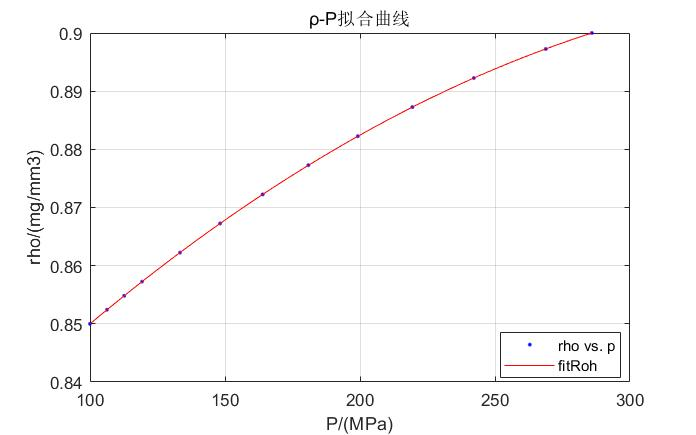 ρ-P拟合曲线
0.9
0.89
0.88
0.87
0.86
0.85
0.84
rho/(mg/mm3)
100
150
200
250
300
P/(MPa)
rho vs. p
fitRoh